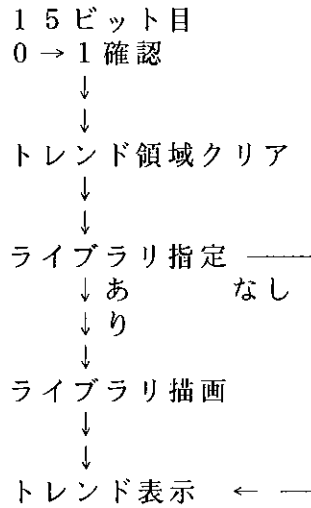 １５ビット目
０→１確認
↓
↓
トレンド領域クリア
↓
↓
ライブラリ指定 ──
↓あ　　なし
↓り
↓
ライブラリ描画
↓
↓
トレンド表示 ← ─